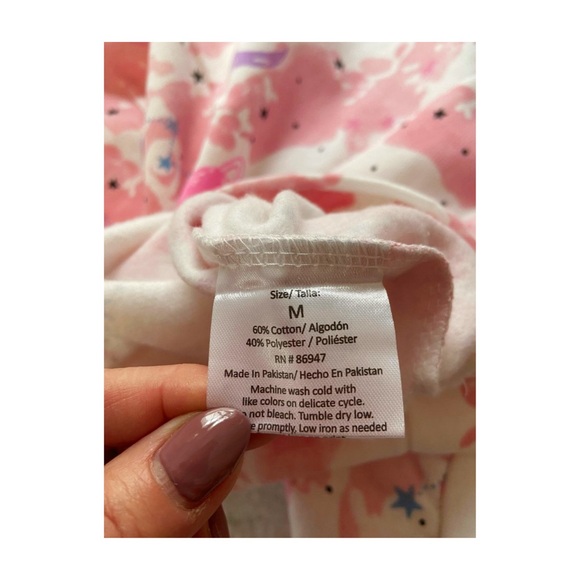 Size/ Talla:
M
60% Cotton/ Algodón
40% Polyester / Poliéster
RN # 86947
Made In Pakistan/ Hecho En Pakistan
Machine wash cold with
like colors on delicate cycle.
not bleach. Tumble dry low.
promptly, Low iron as needed